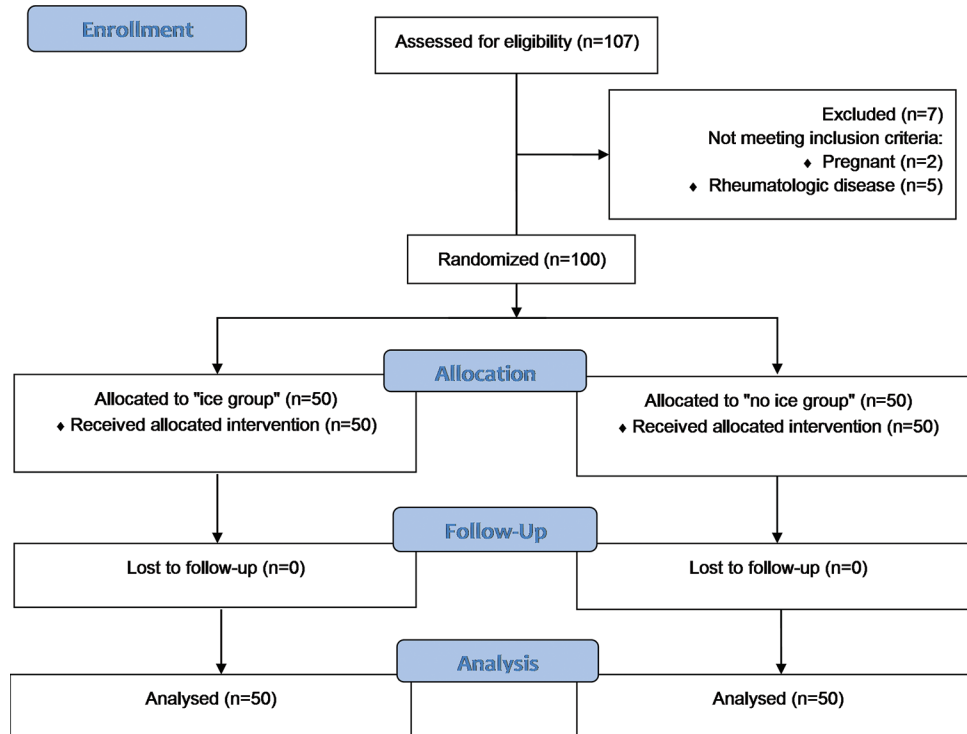 Enrollment
Assessed for eligibility (n=107)
Excluded (n=7)
Not meeting inclusion criteria:
♦ Pregnant (n=2)
♦ Rheumatologic disease (n=5)
Randomized (n=100)
Allocation
Allocated to "ice group" (n=50)
♦ Received allocated intervention (n=50)
Allocated to "no ice group" (n=50)
♦ Received allocated intervention (n=50)
Follow-Up
Lost to follow-up (n=0)
Lost to follow-up (n=0)
Analysis
Analysed (n=50)
Analysed (n=50)